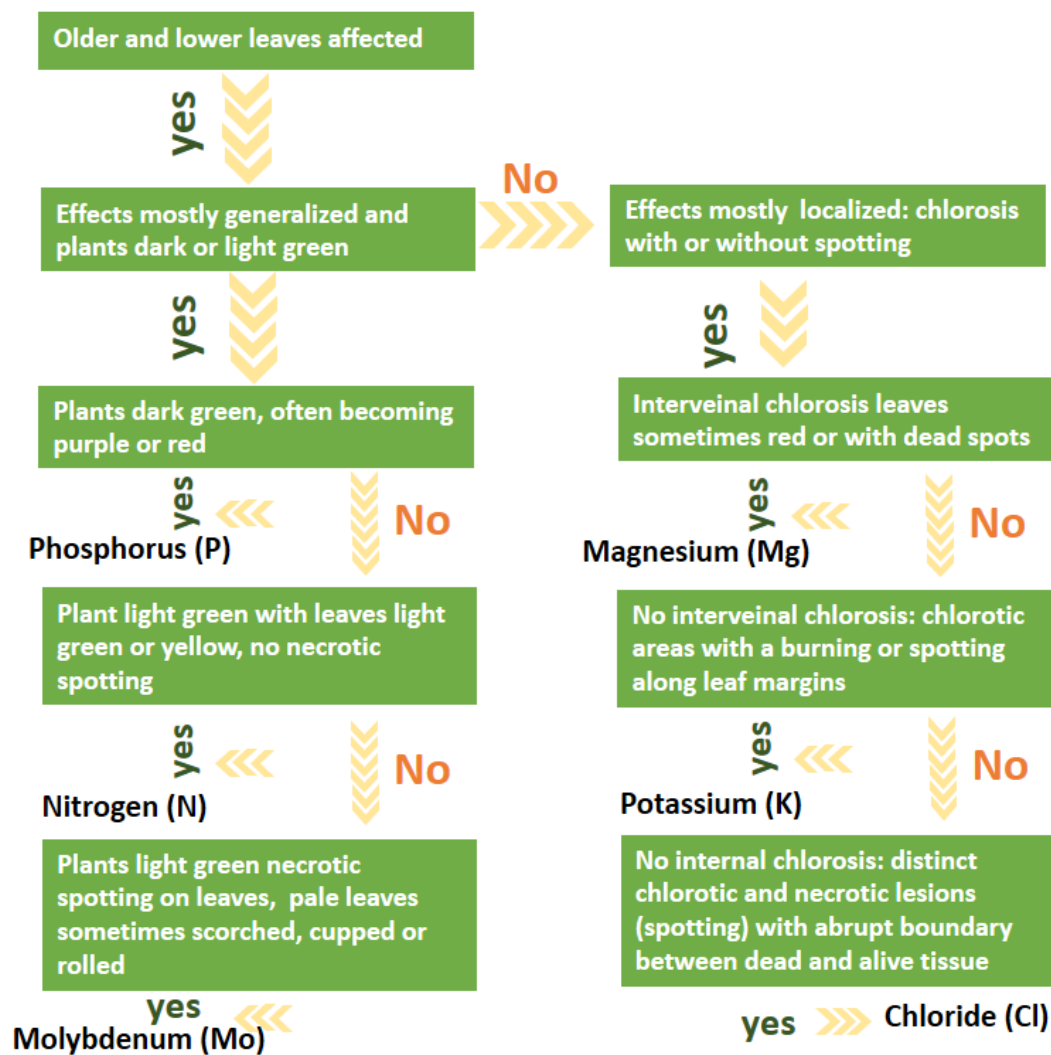 Older and lower leaves affected
yes
Effects mostly generalized and
plants dark or light green
No
Effects mostly  localized: chlorosis
with or without spotting
yes
Plants dark green, often becoming
purple or red
yes
No
Phosphorus (P)
Plant light green with leaves light
green or yellow, no necrotic
spotting
yes
No
Nitrogen (N)
Plants light green necrotic
spotting on leaves,  pale leaves
sometimes scorched, cupped or
rolled
yes
Molybdenum (Mo)
yes
Interveinal chlorosis leaves
sometimes red or with dead spots
yes
No
Magnesium (Mg)
No interveinal chlorosis: chlorotic
areas with a burning or spotting
along leaf margins
yes
No
Potassium (K)
No internal chlorosis: distinct
chlorotic and necrotic lesions
(spotting) with abrupt boundary
between dead and alive tissue
yes
Chloride (Cl)